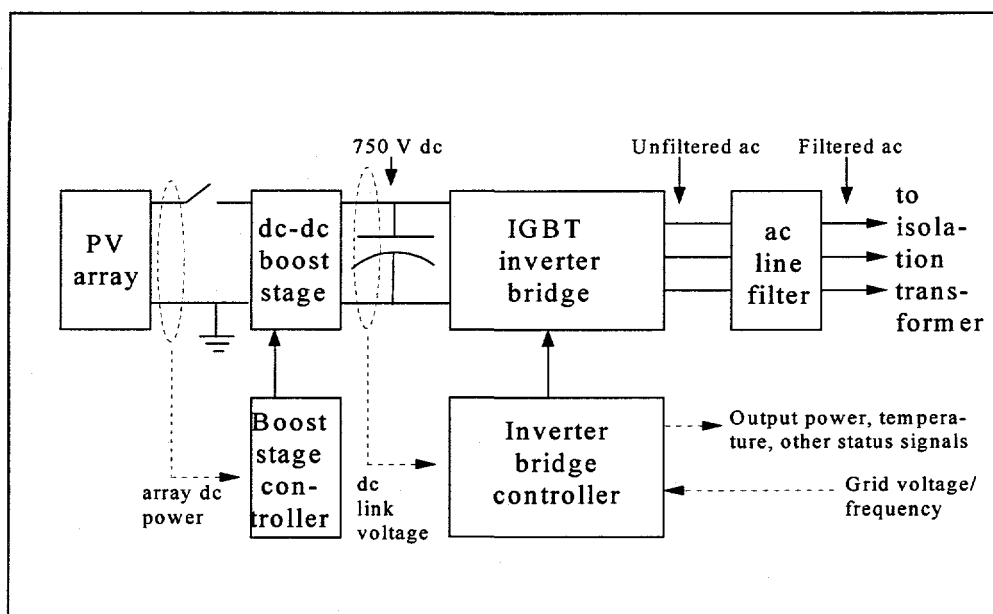 750 V dc
Unfiltered ac
Filtered ac
PV
array
dc-dc
boost
stage
IGBT
inverter
bridge
ac
line
filter
to
isola-
tion
trans-
former
Boost
stage
con-
troller
array dc
power
dc
link
voltage
Inverter
bridge
controller
Output power, tempera-
ture, other status signals
Grid voltage/
frequency